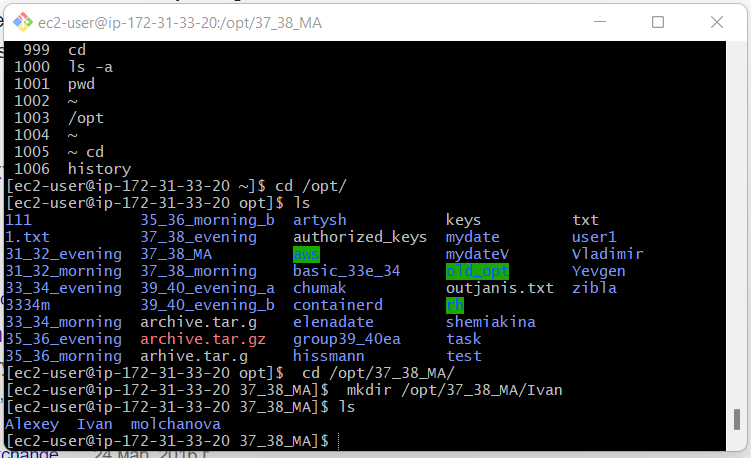 ec2-user@ip-172-31-33-20:/opt/37_38_MA
999 cd
1000 ls -a
1001 pwd
1002 ~
1003 /opt
1004 ~
1005 ~ cd
1006 history
[ec2-user@ip-172-31-33-20 ~]$ cd /opt/
[ec2-user@ip-172-31-33-20 opt]$ ls
111 35_36_morning_b artysh keys txt
1.txt 37_38_evening authorized_keys mydate user1
31_32_evening 37_38_MA aws mydateV Vladimir
31_32_morning 37_38_morning basic_33e_34 old_opt Yevgen
33_34_evening 39_40_evening_a chumak outjanis.txt zibla
3334m 39_40_evening_b containerd rh
33_34_morning archive.tar.g elenadate shemiakina
35_36_evening archive.tar.gz group39_40ea task
35_36_morning arhive.tar.g hissmann test
[ec2-user@ip-172-31-33-20 opt]$ cd /opt/37_38_MA/
[ec2-user@ip-172-31-33-20 37_38_MA]$ mkdir /opt/37_38_MA/Ivan
[ec2-user@ip-172-31-33-20 37_38_MA]$ ls
Alexey Ivan molchanova
[ec2-user@ip-172-31-33-20 37_38_MA]$